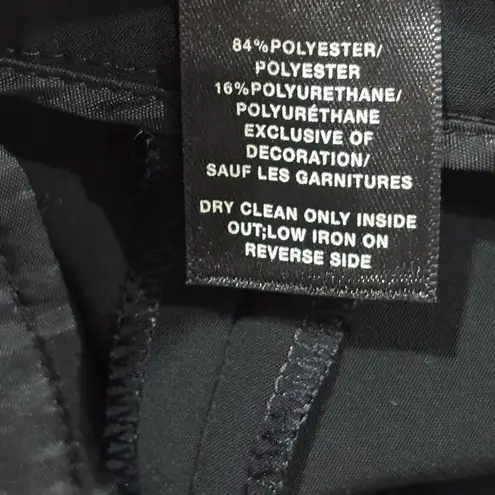 84%POLYESTER/
POLYESTER
16%POLYURETHANE/
POLYURÉTHANE
EXCLUSIVE OF
DECORATION/
SAUF LES GARNITURES
DRY CLEAN ONLY INSIDE
OUT;LOW IRON ON
REVERSE SIDE